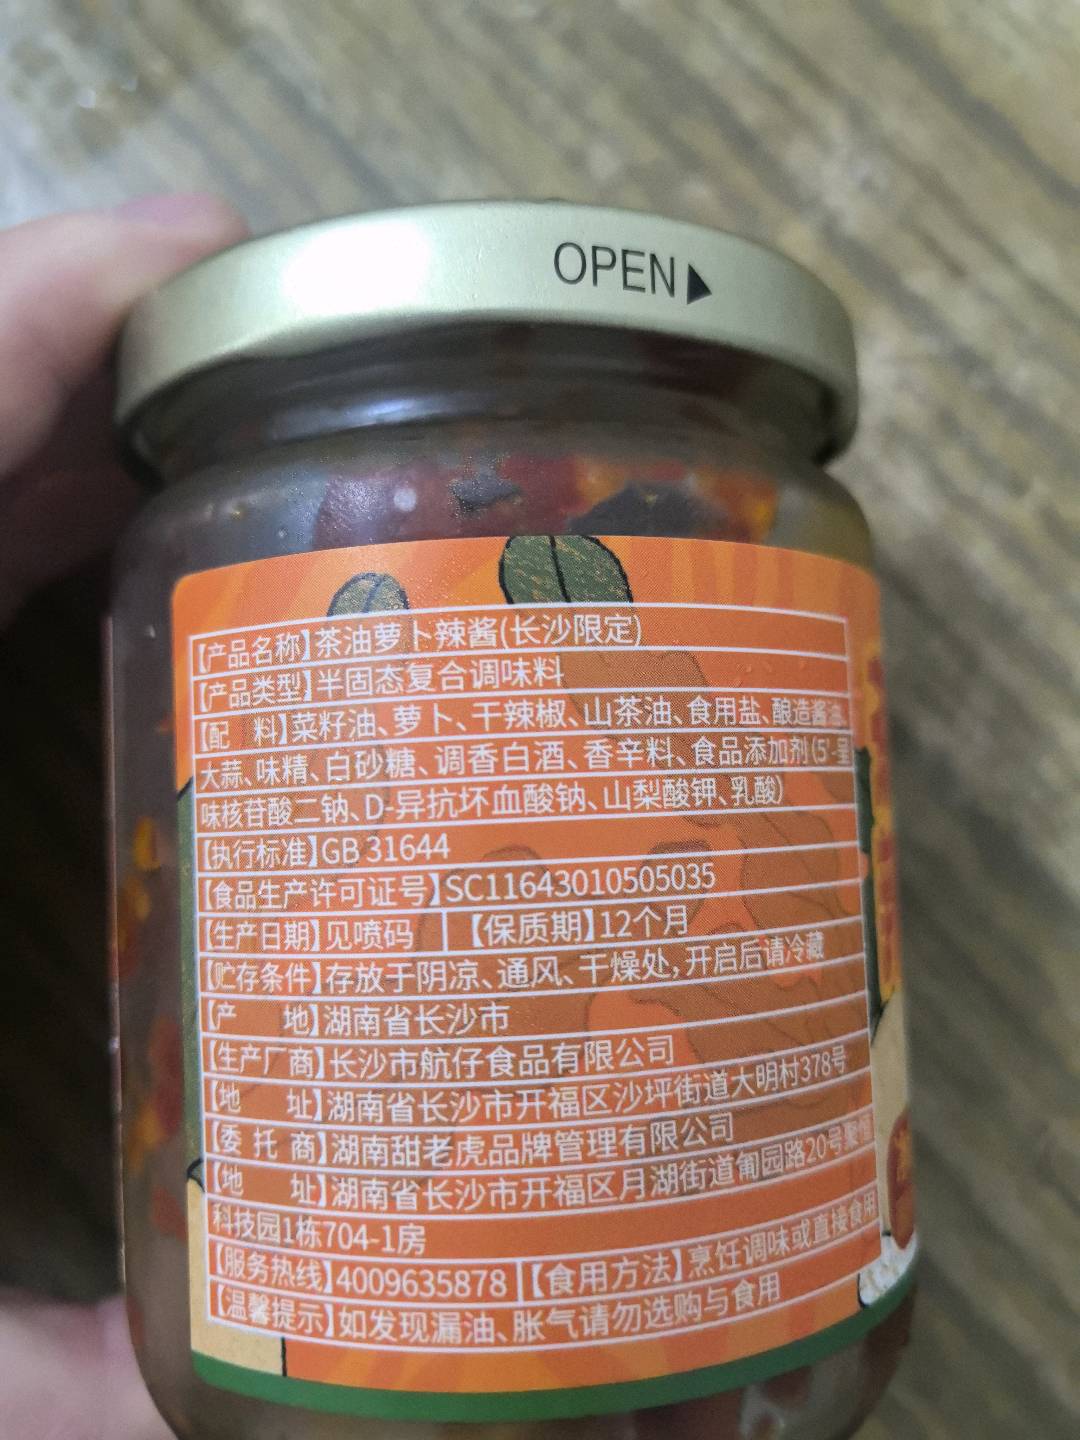 OPEN▶
【产品名称】茶油萝卜辣酱(长沙限定)
【产品类型】半固态复合调味料
【配 料】菜籽油、萝卜、干辣椒、山茶油、食用盐、酿造酱油、
大蒜、味精、白砂糖、调香白酒、香辛料、食品添加剂(5'-呈
味核苷酸二钠、D-异抗坏血酸钠、山梨酸钾、乳酸)
【执行标准】GB 31644
【食品生产许可证号】SC11643010505035
【生产日期】见喷码 【保质期】12个月
【贮存条件】存放于阴凉、通风、干燥处,开启后请冷藏
【产 地】湖南省长沙市
【生产厂商】长沙市航仔食品有限公司
【地 址】湖南省长沙市开福区沙坪街道大明村378号
【委 托 商】湖南甜老虎品牌管理有限公司
【地 址】湖南省长沙市开福区月湖街道匍园路20号聚恒
科技园1栋704-1房
【服务热线】4009635878 【食用方法】烹饪调味或直接食用
【温馨提示】如发现漏油、胀气请勿选购与食用